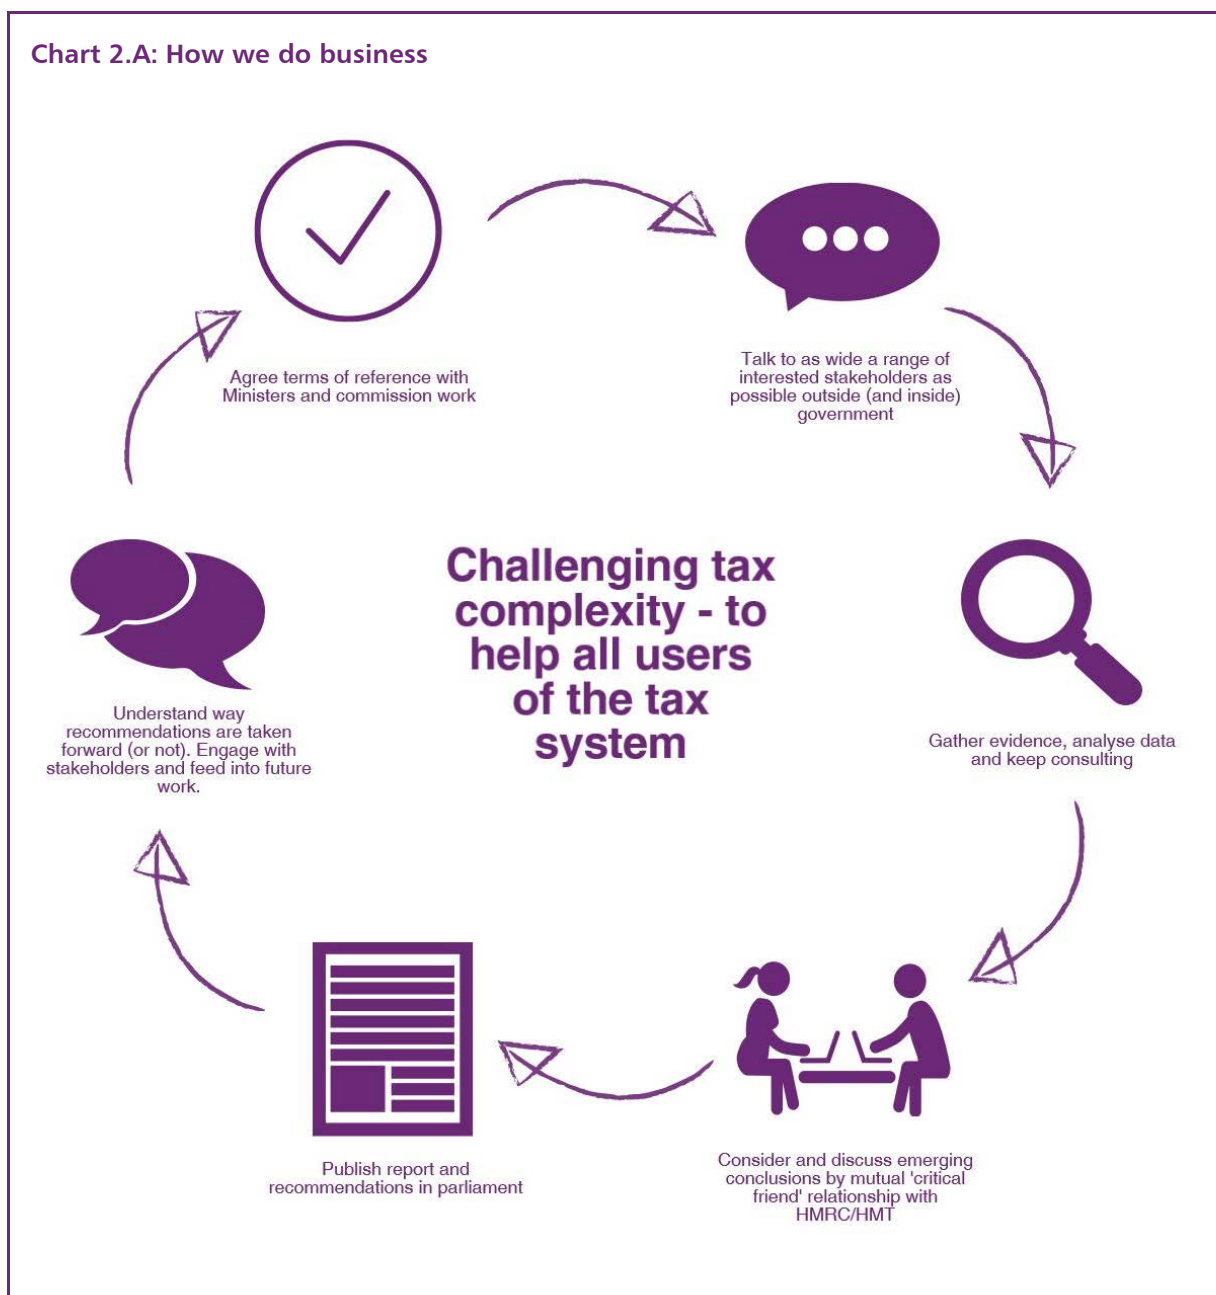 Chart 2.A: How we do business
Agree terms of reference with
Ministers and commission work
Talk to as wide a range of
interested stakeholders as
possible outside (and inside)
government
Challenging tax
complexity - to
help all users
of the tax
system
Gather evidence, analyse data
and keep consulting
Consider and discuss emerging
conclusions by mutual 'critical
friend' relationship with
HMRC/HMT
Publish report and
recommendations in parliament
Understand way
recommendations are taken
forward (or not). Engage with
stakeholders and feed into future
work.